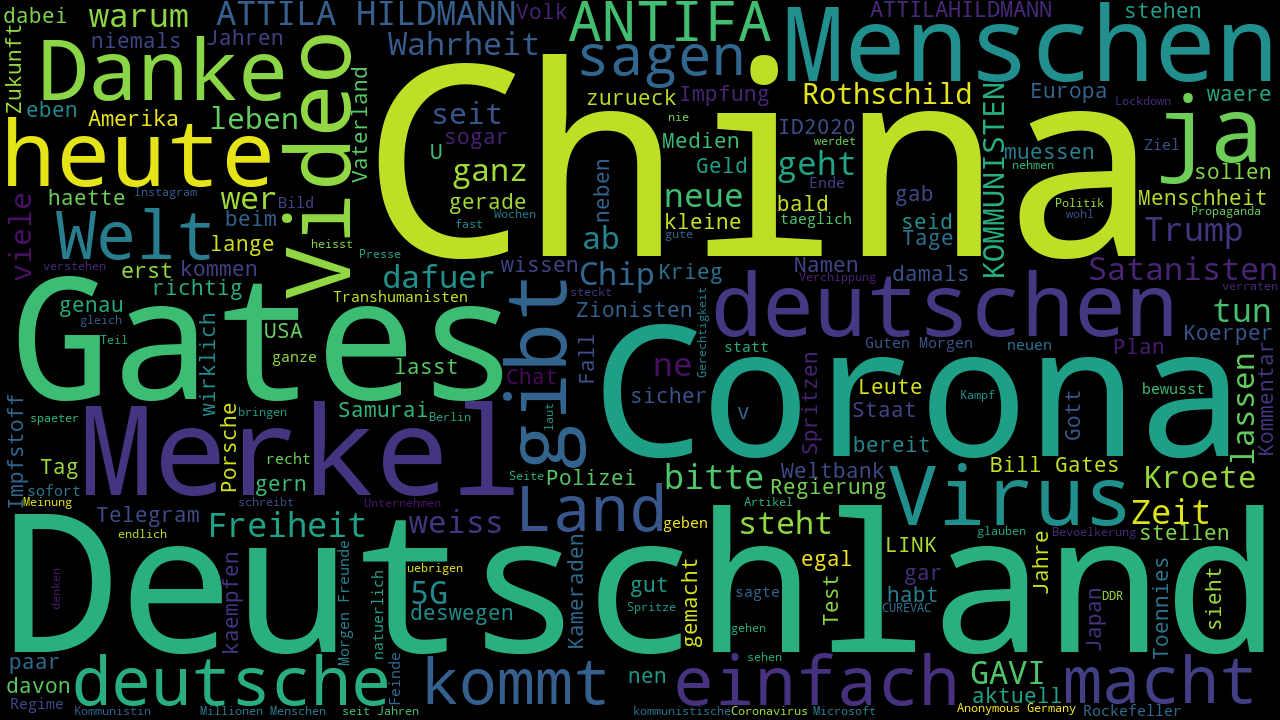 dabei warum ATTILA HILDMANN Volk ANTIFA ATTILAHILDMANN stehen
Zukunft niemals Jahren Wahrheit sagen Menschen
Danke Video China
eben Amerika leben Vaterland seit zurueck Impfung Rothschild Europa Lockdown waere
heute sogar nie Medien ID2020 werdet KOMMUNISTEN muessen Ziel ja
U ganz neben Geld geht Ende nehmen sollen
viele haette wer Instagram Bild gerade neue bald gab Politik Menschheit
Welt beim lange heisst fast Wochen kleine gute taeglich seid wohl Propaganda
ab Tage Trump
verstehen erst kommen Presse dafuer wissen Chip Krieg Namen damals Satanisten
richtig Transhumanisten steckt Verchippung verraten
Gates genau gibt Zionisten Gerechtigkeit deutschen tun
gleich Teil wirklich USA ganze Fall statt Guten Morgen neuen Plan Koerper
lasst Chat ne Corona
sicher v Spritzen Leute Staat Kampf Gott bewusst lassen Kommentar
Impfstoff spaeter Merkel bringen Samurai Berlin laut bereit
Porsche recht
Tag gern Seite Polizei bitte Weltbank Bill Gates Kroete
sofort Meinung schreibt Unternehmen Artikel Regierung Virus
Telegram endlich Freiheit weiss Land geben steht Zeit
glauben Bevoelkerung stellen
Deutschland
denken kaempfen Morgen Freunde natuerlich uebrigen 5G deswegen Kameraden gut Spritze gemacht sagte Test egal LINK gar habt CUREVAC Jahre Japan DDR Toennies sieht
gehen
paar sehen
davon deutsche Feinde kommt nen einfach GAVI macht
Regime aktuell
Kommunistin Millionen Menschen seit Jahren kommunistische Coronavirus Microsoft Anonymous Germany Rockefeller